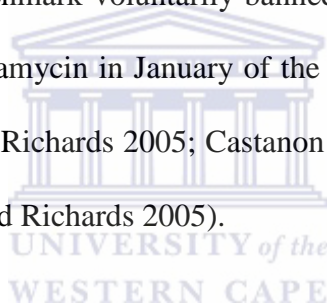 nmark voluntarily banned
amycin in January of the
Richards 2005; Castanon
d Richards 2005).
UNIVERSITY of the
WESTERN CAPE